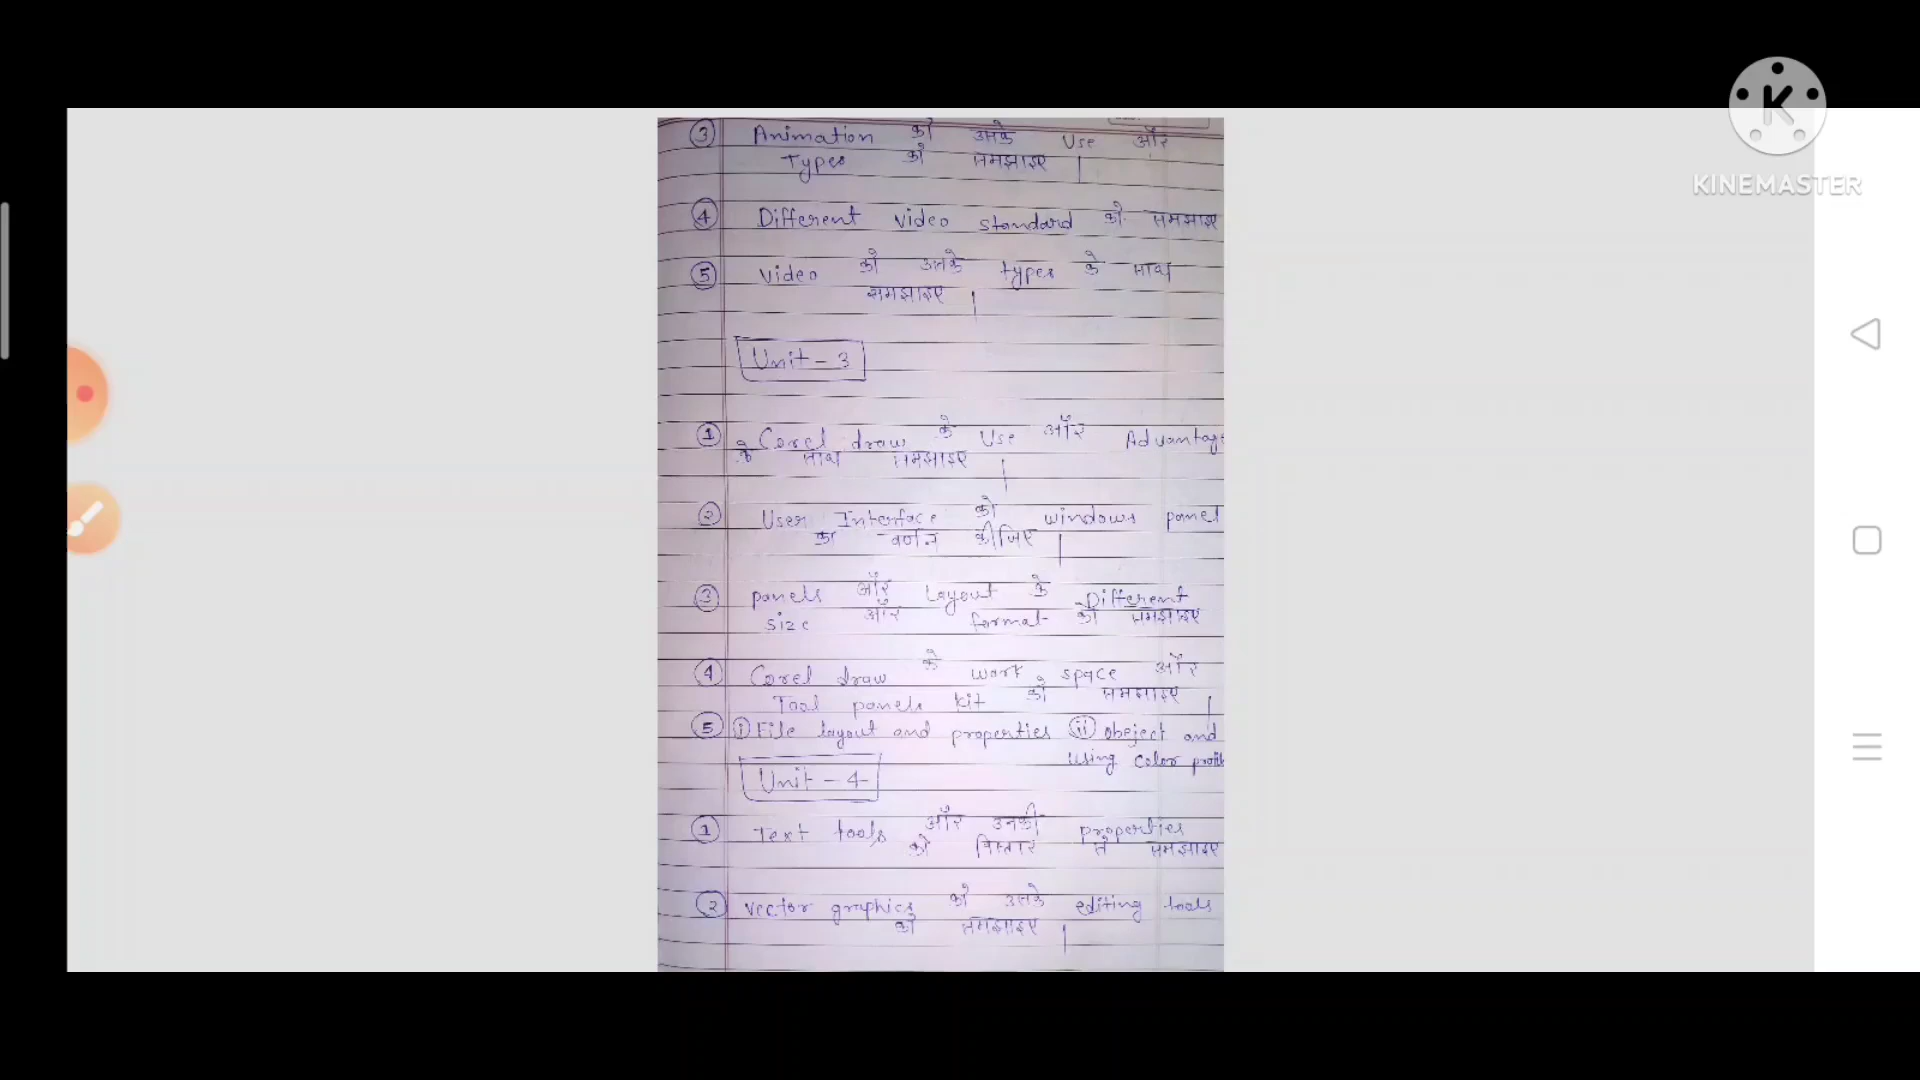 ③ Animation को उसके Use और
Types को समझाइए |
④ Different Video standard को समझाइए
⑤ Video को उसके types के साथ
समझाइए |
Unit - 3
① Corel draw के Use और Advantage
के साथ समझाइए |
② User Interface को windows panel
का वर्णन कीजिए |
③ panels और layout के Different
size और format को समझाइए
④ Corel draw के work space और
Tool panels kit को समझाइए |
⑤ ⓘ File layout and properties ⓘⓘ obeject and
using color profi
Unit - 4
① Text tools और उनकी properties
को विस्तार से समझाइए
② Vector graphics को उसके editing tools
को समझाइए |
K
KINEMASTER